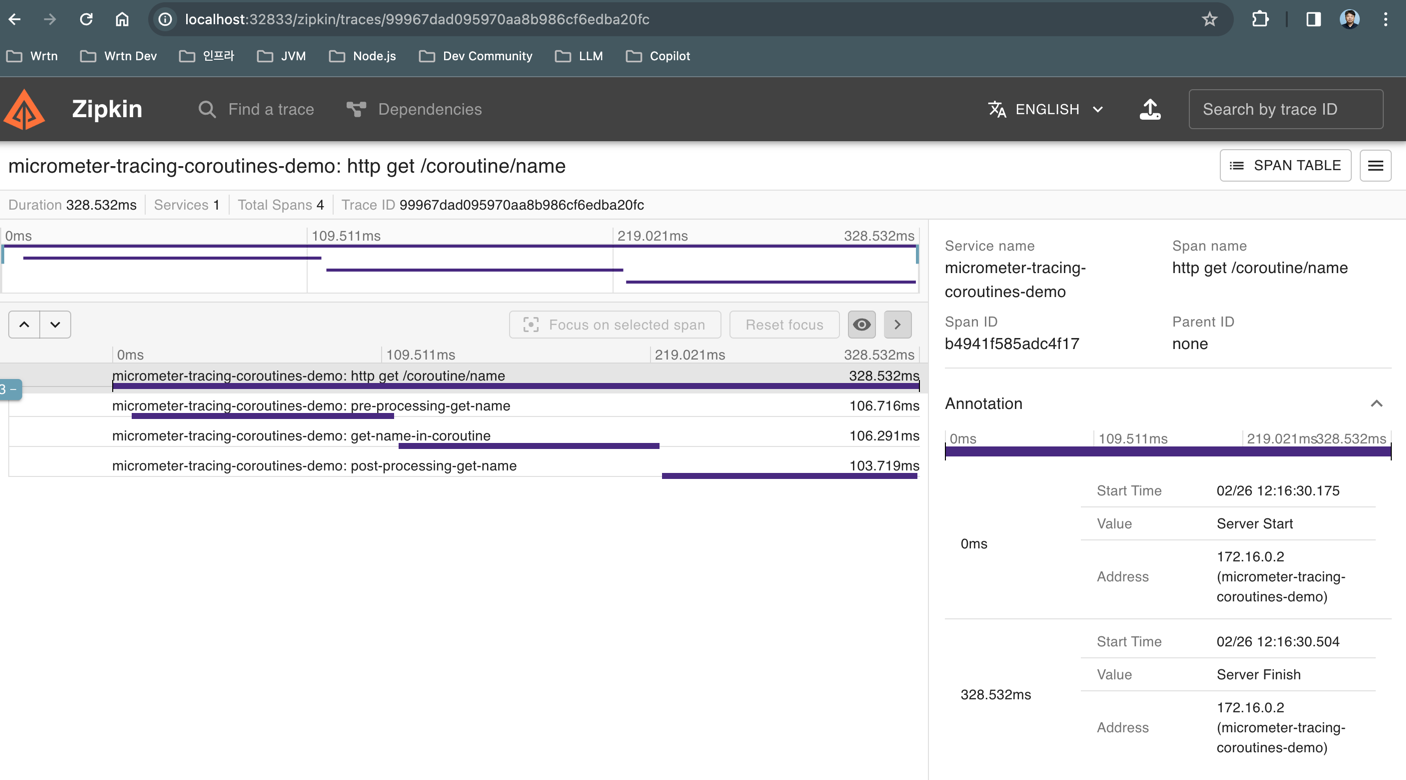 localhost:32833/zipkin/traces/99967dad095970aa8b986cf6edba20fc
Wrtn Wrtn Dev 인프라 JVM Node.js Dev Community LLM Copilot
Zipkin Find a trace Dependencies ENGLISH Search by trace ID
micrometer-tracing-coroutines-demo: http get /coroutine/name SPAN TABLE
Duration 328.532ms Services 1 Total Spans 4 Trace ID 99967dad095970aa8b986cf6edba20fc
0ms 109.511ms 219.021ms 328.532ms
Focus on selected span Reset focus
0ms 109.511ms 219.021ms 328.532ms
3 –
micrometer-tracing-coroutines-demo: http get /coroutine/name 328.532ms
micrometer-tracing-coroutines-demo: pre-processing-get-name 106.716ms
micrometer-tracing-coroutines-demo: get-name-in-coroutine 106.291ms
micrometer-tracing-coroutines-demo: post-processing-get-name 103.719ms
Service name Span name
micrometer-tracing- http get /coroutine/name
coroutines-demo
Span ID Parent ID
b4941f585adc4f17 none
Annotation
0ms 109.511ms 219.021ms 328.532ms
0ms
Start Time 02/26 12:16:30.175
Value Server Start
Address 172.16.0.2
(micrometer-tracing-
coroutines-demo)
328.532ms
Start Time 02/26 12:16:30.504
Value Server Finish
Address 172.16.0.2
(micrometer-tracing-
coroutines-demo)